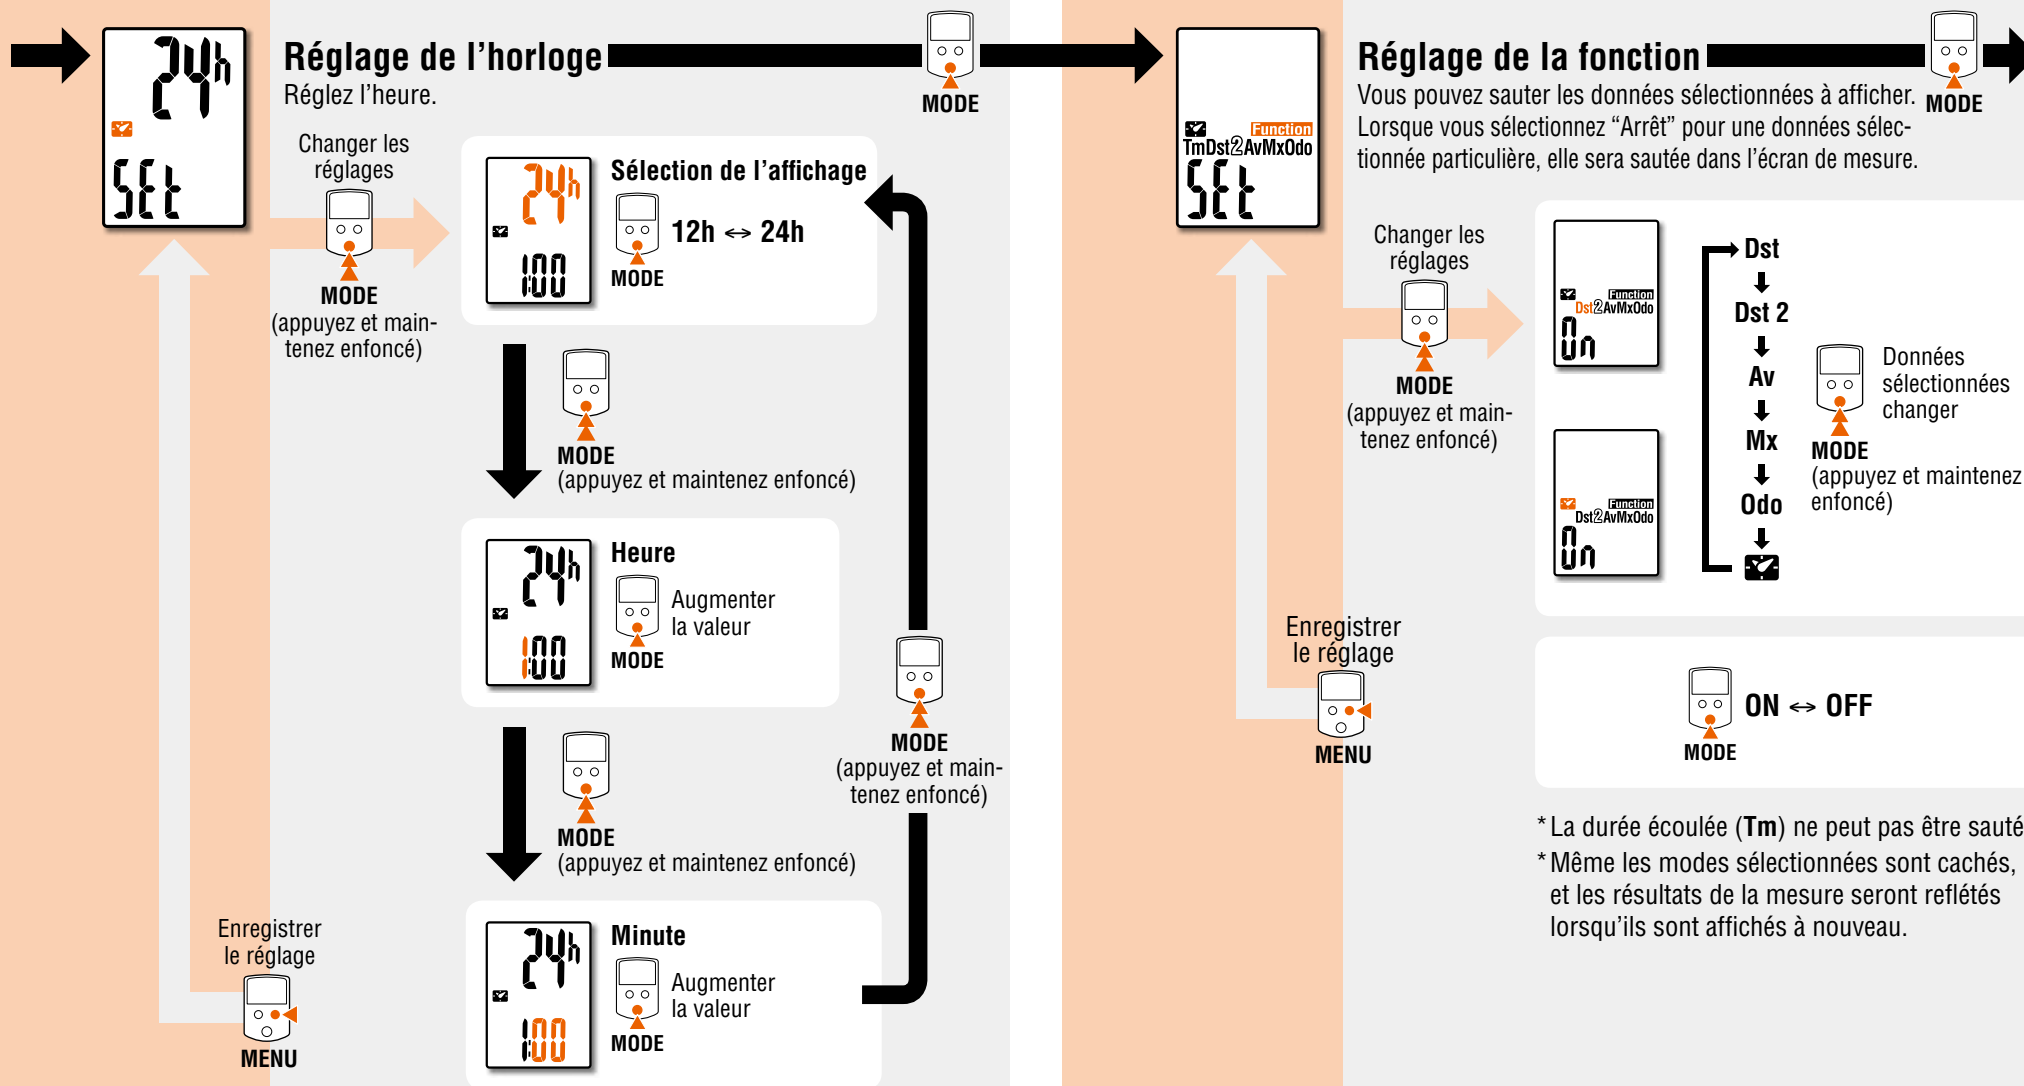 24h
SEt
Réglage de l'horloge
Réglez l'heure.
MODE
Changer les
réglages
MODE
(appuyez et main-
tenez enfoncé)
24h
1:00
Sélection de l'affichage
12h ↔ 24h
MODE
MODE
(appuyez et maintenez enfoncé)
24h
1:00
Heure
Augmenter
la valeur
MODE
MODE
(appuyez et main-
tenez enfoncé)
MODE
(appuyez et maintenez enfoncé)
24h
1:00
Minute
Augmenter
la valeur
MODE
Enregistrer
le réglage
MENU
Function
TmDst2AvMxOdo
SEt
Réglage de la fonction
MODE
Vous pouvez sauter les données sélectionnées à afficher.
Lorsque vous sélectionnez “Arrêt” pour une données sélec-
tionnée particulière, elle sera sautée dans l'écran de mesure.
Changer les
réglages
MODE
(appuyez et main-
tenez enfoncé)
Function
Dst2AvMxOdo
On
Function
Dst2AvMxOdo
On
Dst
Dst 2
Av
Mx
Odo
Données
sélectionnées
changer
MODE
(appuyez et maintenez
enfoncé)
Enregistrer
le réglage
MENU
ON ↔ OFF
MODE
* La durée écoulée (Tm) ne peut pas être sauté
* Même les modes sélectionnées sont cachés,
et les résultats de la mesure seront reflétés
lorsqu'ils sont affichés à nouveau.